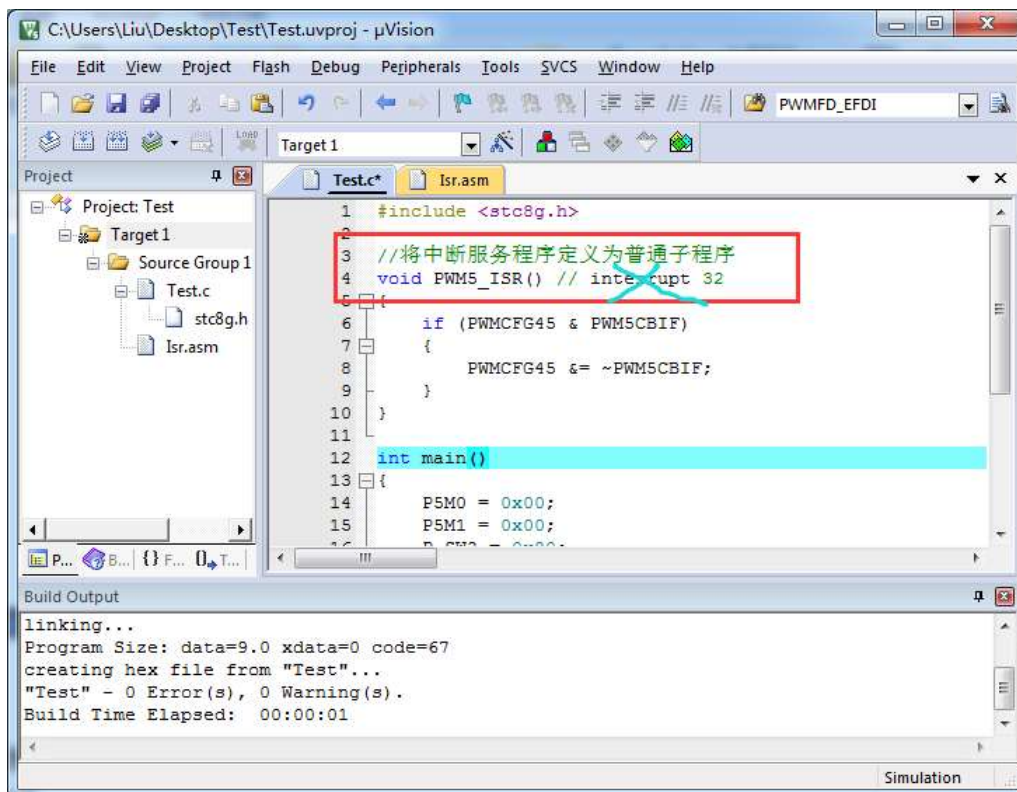 C:\Users\Liu\Desktop\Test\Test.uvproj - µVision
File Edit View Project Flash Debug Peripherals Tools SVCS Window Help
PWMFD_EFDI
LOAD Target 1
Project
Test.c* Isr.asm
Project: Test
Target 1
Source Group 1
Test.c
stc8g.h
Isr.asm
1 #include <stc8g.h>
2
3 //将中断服务程序定义为普通子程序
4 void PWM5_ISR() // interrupt 32
5 {
6 if (PWMCFG45 & PWM5CBIF)
7 {
8 PWMCFG45 &= ~PWM5CBIF;
9 }
10 }
11
12 int main()
13 {
14 P5M0 = 0x00;
15 P5M1 = 0x00;
P... B... {} F... T...
Build Output
linking...
Program Size: data=9.0 xdata=0 code=67
creating hex file from "Test"...
"Test" - 0 Error(s), 0 Warning(s).
Build Time Elapsed: 00:00:01
Simulation